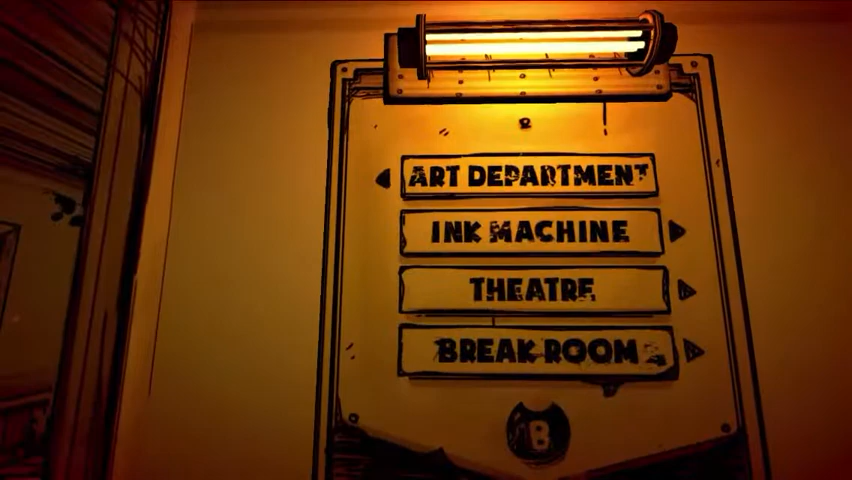 ART DEPARTMENT
INK MACHINE
THEATRE
BREAK ROOM
B